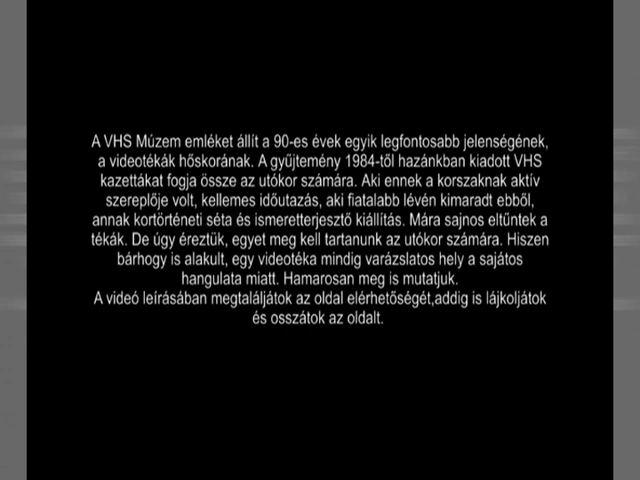 A VHS Múzem emléket állít a 90-es évek egyik legfontosabb jelenségének,
a videotékák hőskorának. A gyűjtemény 1984-től hazánkban kiadott VHS
kazettákat fogja össze az utókor számára. Aki ennek a korszaknak aktív
szereplője volt, kellemes időutazás, aki fiatalabb lévén kimaradt ebből,
annak kortörténeti séta és ismeretterjesztő kiállítás. Mára sajnos eltűntek a
tékák. De úgy éreztük, egyet meg kell tartanunk az utókor számára. Hiszen
bárhogy is alakult, egy videotéka mindig varázslatos hely a sajátos
hangulata miatt. Hamarosan meg is mutatjuk.
A videó leírásában megtaláljátok az oldal elérhetőségét,addig is lájkoljátok
és osszátok az oldalt.